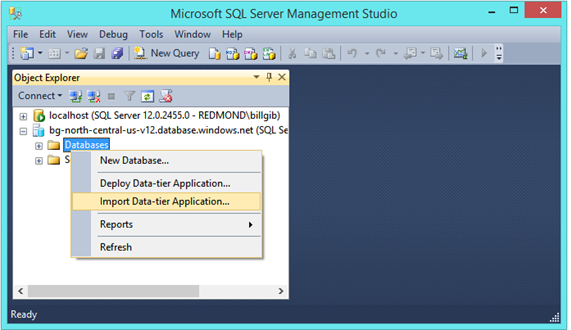 Microsoft SQL Server Management Studio
File Edit View Debug Tools Window Help
New Query
Object Explorer
Connect
localhost (SQL Server 12.0.2455.0 - REDMOND\billgib)
bg-north-central-us-v12.database.windows.net (SQL Se
Databases
S
New Database...
Deploy Data-tier Application...
Import Data-tier Application...
Reports
Refresh
Ready